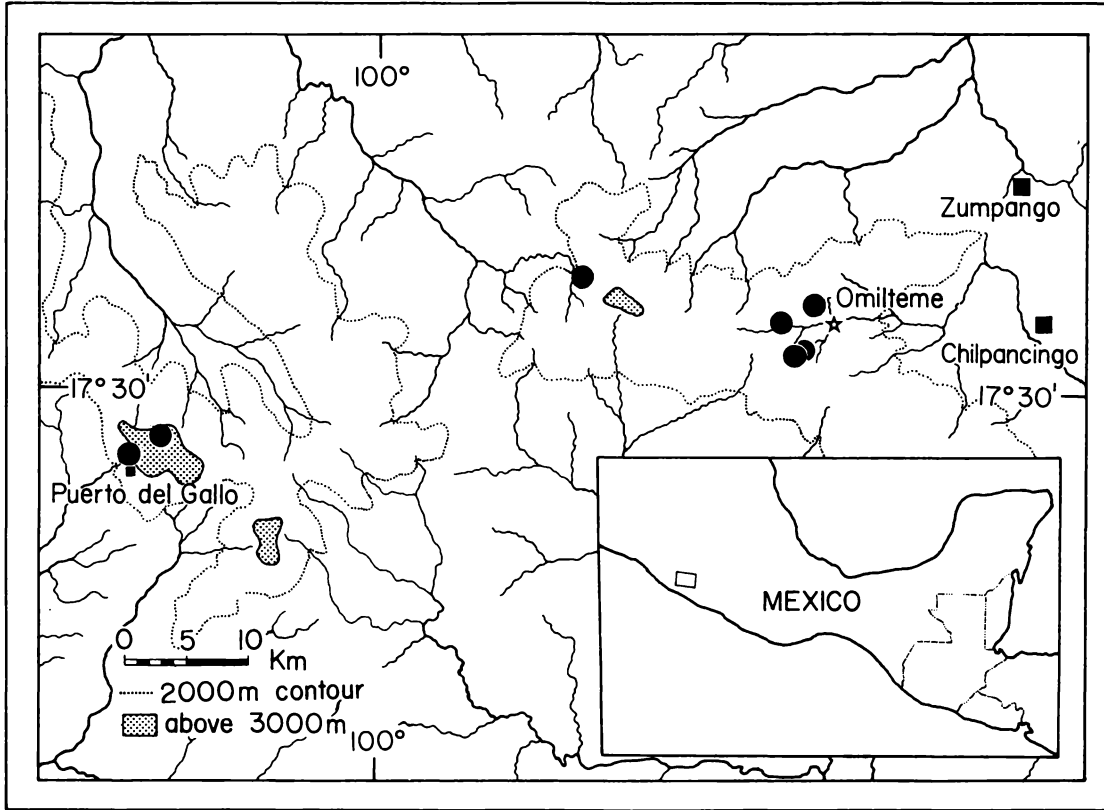 100°
Zumpango
Omilteme
Chilpancingo
17°30'
17°30'
Puerto del Gallo
MEXICO
0 5 10
Km
2000m contour
above 3000m
100°